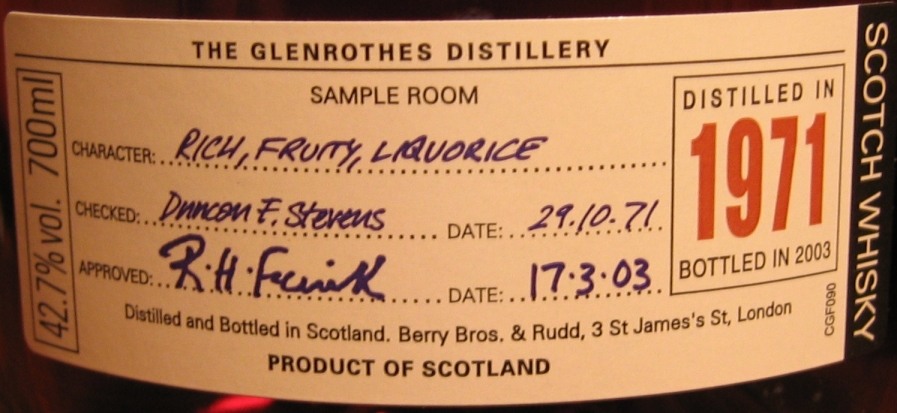 THE GLENROTHES DISTILLERY
SAMPLE ROOM
CHARACTER: RICH, FRUITY, LIQUORICE
CHECKED: Duncan F. Stevens DATE: 29.10.71
APPROVED: R.H. DATE: 17.3.03
Distilled and Bottled in Scotland. Berry Bros. & Rudd, 3 St James's St, London
PRODUCT OF SCOTLAND
42.7% vol. 700ml
DISTILLED IN
1971
BOTTLED IN 2003
CGF090
SCOTCH WHISKY